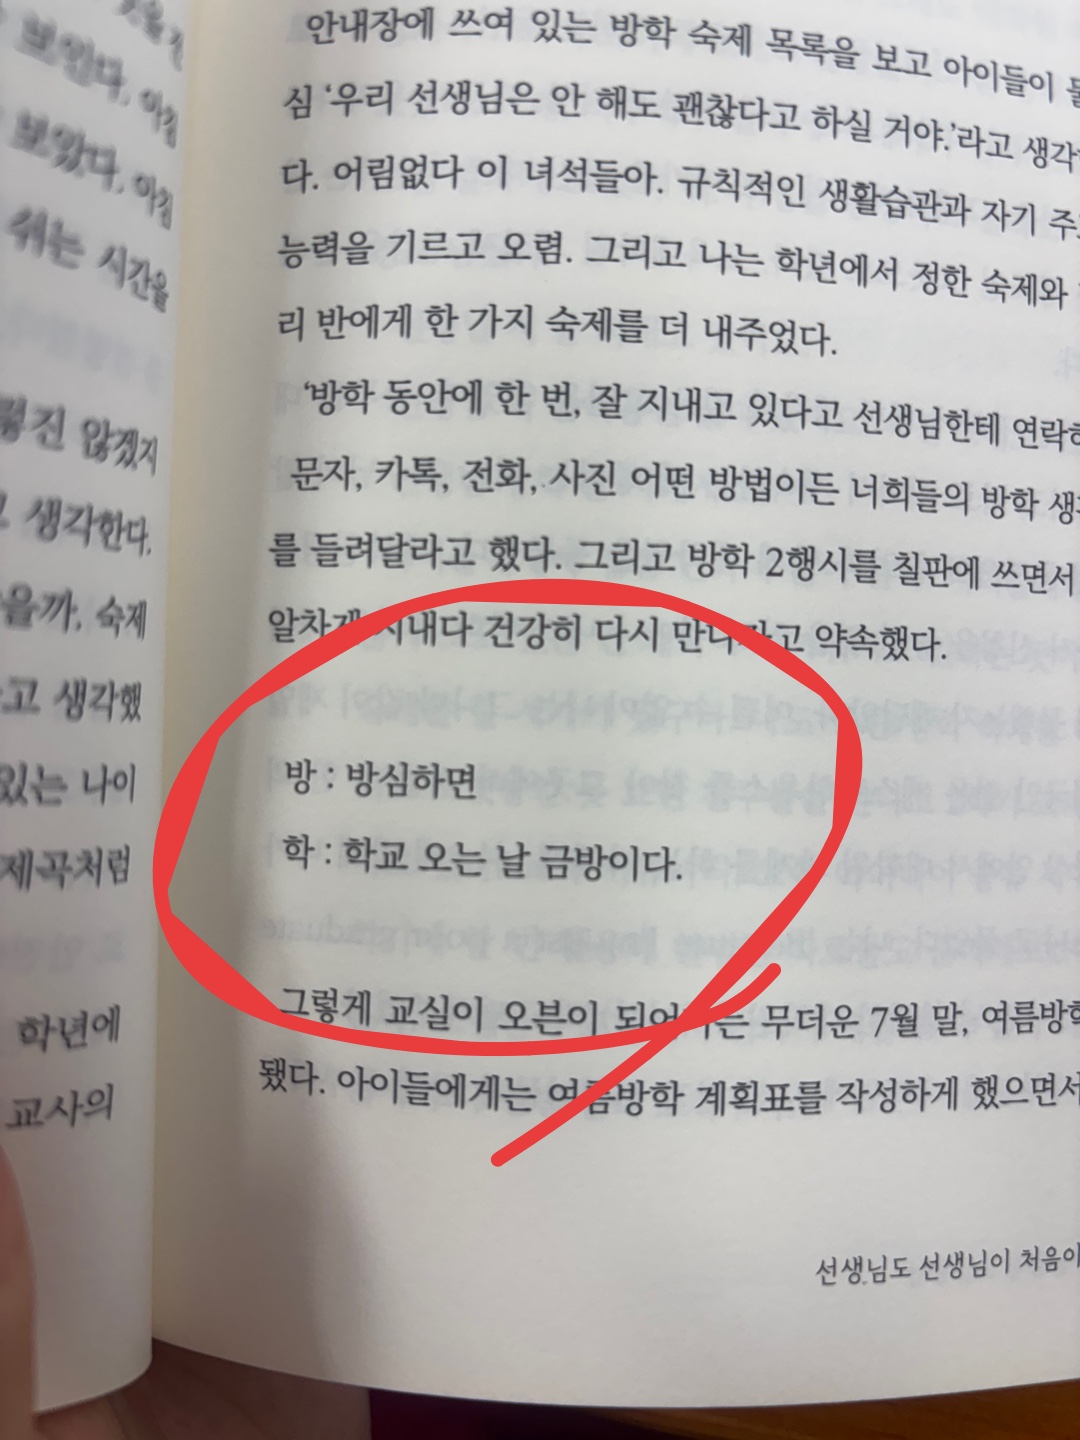 보인다. 아침
보았다. 아침
쉬는 시간을
렇진 않겠지
생각한다.
을까, 숙제
고 생각했
있는 나이
제곡처럼
학년에
교사의
안내장에 쓰여 있는 방학 숙제 목록을 보고 아이들이
심 ‘우리 선생님은 안 해도 괜찮다고 하실 거야.’라고 생각
다. 어림없다 이 녀석들아. 규칙적인 생활습관과 자기 주
능력을 기르고 오렴. 그리고 나는 학년에서 정한 숙제와
리 반에게 한 가지 숙제를 더 내주었다.
‘방학 동안에 한 번, 잘 지내고 있다고 선생님한테 연락
문자, 카톡, 전화, 사진 어떤 방법이든 너희들의 방학 생
를 들려달라고 했다. 그리고 방학 2행시를 칠판에 쓰면서
알차게 지내다 건강히 다시 만나자고 약속했다.
방 : 방심하면
학 : 학교 오는 날 금방이다.
그렇게 교실이 오븐이 되어가는 무더운 7월 말, 여름방학
됐다. 아이들에게는 여름방학 계획표를 작성하게 했으면서
선생님도 선생님이 처음이